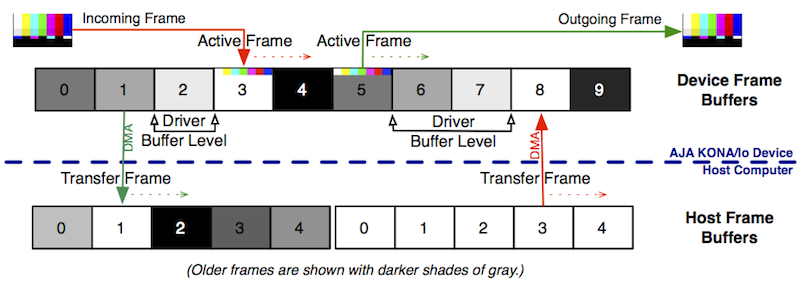 Incoming Frame
Outgoing Frame
Active Frame
Active Frame
0 1 2 3 4 5 6 7 8 9
Device Frame
Buffers
Driver
Buffer Level
Driver
Buffer Level
DMA
DMA
AJA KONA/Io Device
Host Computer
Transfer Frame
Transfer Frame
0 1 2 3 4 0 1 2 3 4
Host Frame
Buffers
(Older frames are shown with darker shades of gray.)